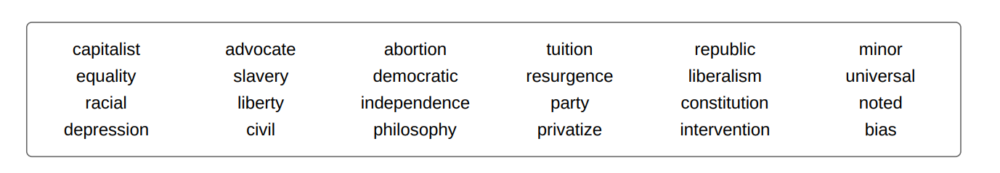 capitalist advocate abortion tuition republic minor
equality slavery democratic resurgence liberalism universal
racial liberty independence party constitution noted
depression civil philosophy privatize intervention bias